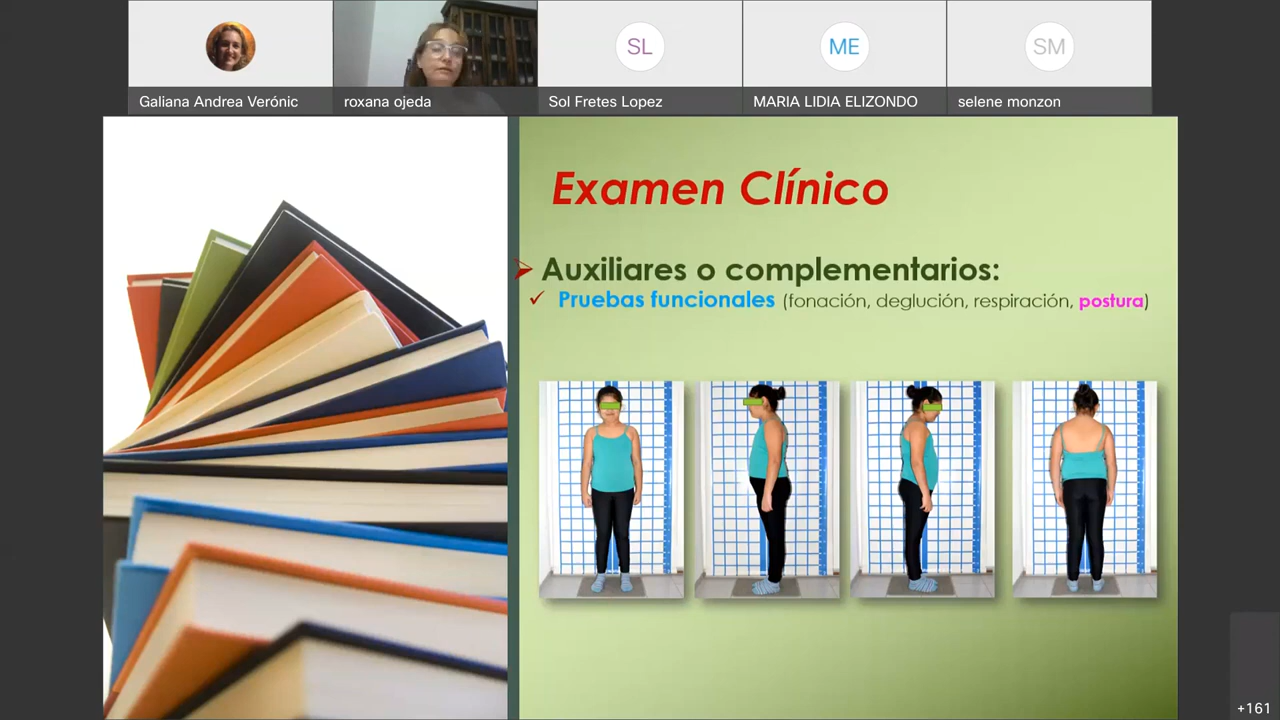 SL
ME
SM
Galiana Andrea Verónic
roxana ojeda
Sol Fretes Lopez
MARIA LIDIA ELIZONDO
selene monzon
Examen Clínico
Auxiliares o complementarios:
Pruebas funcionales (fonación, deglución, respiración, postura)
+161